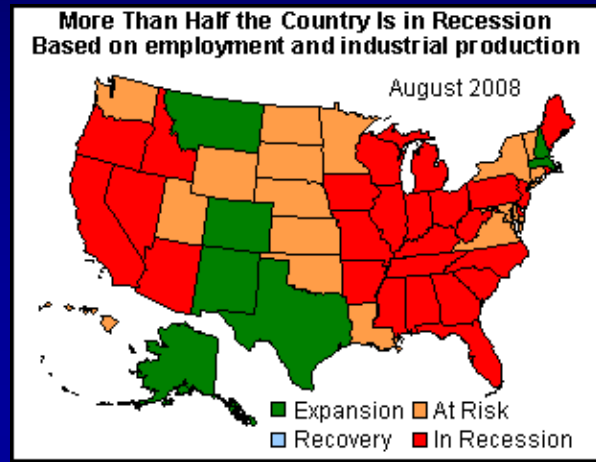 More Than Half the Country Is in Recession
Based on employment and industrial production
August 2008
Expansion At Risk
Recovery In Recession